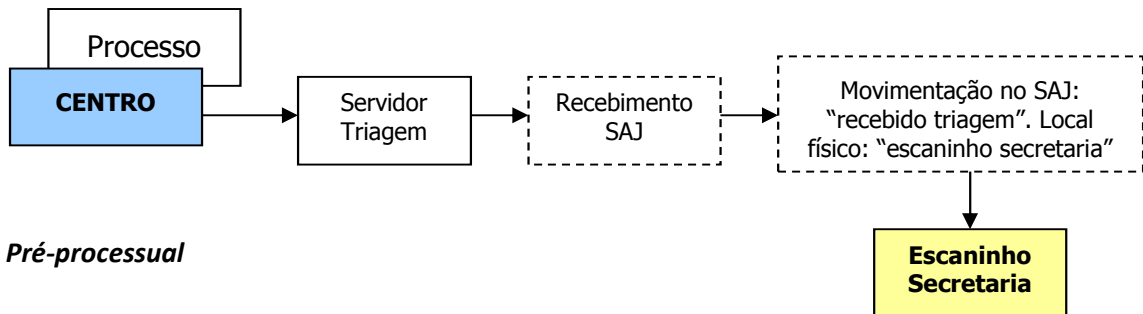 Processo
CENTRO
Servidor
Triagem
Recebimento
SAJ
Movimentação no SAJ:
“recebido triagem”. Local
físico: “escaninho secretaria”
Pré-processual
Escaninho
Secretaria